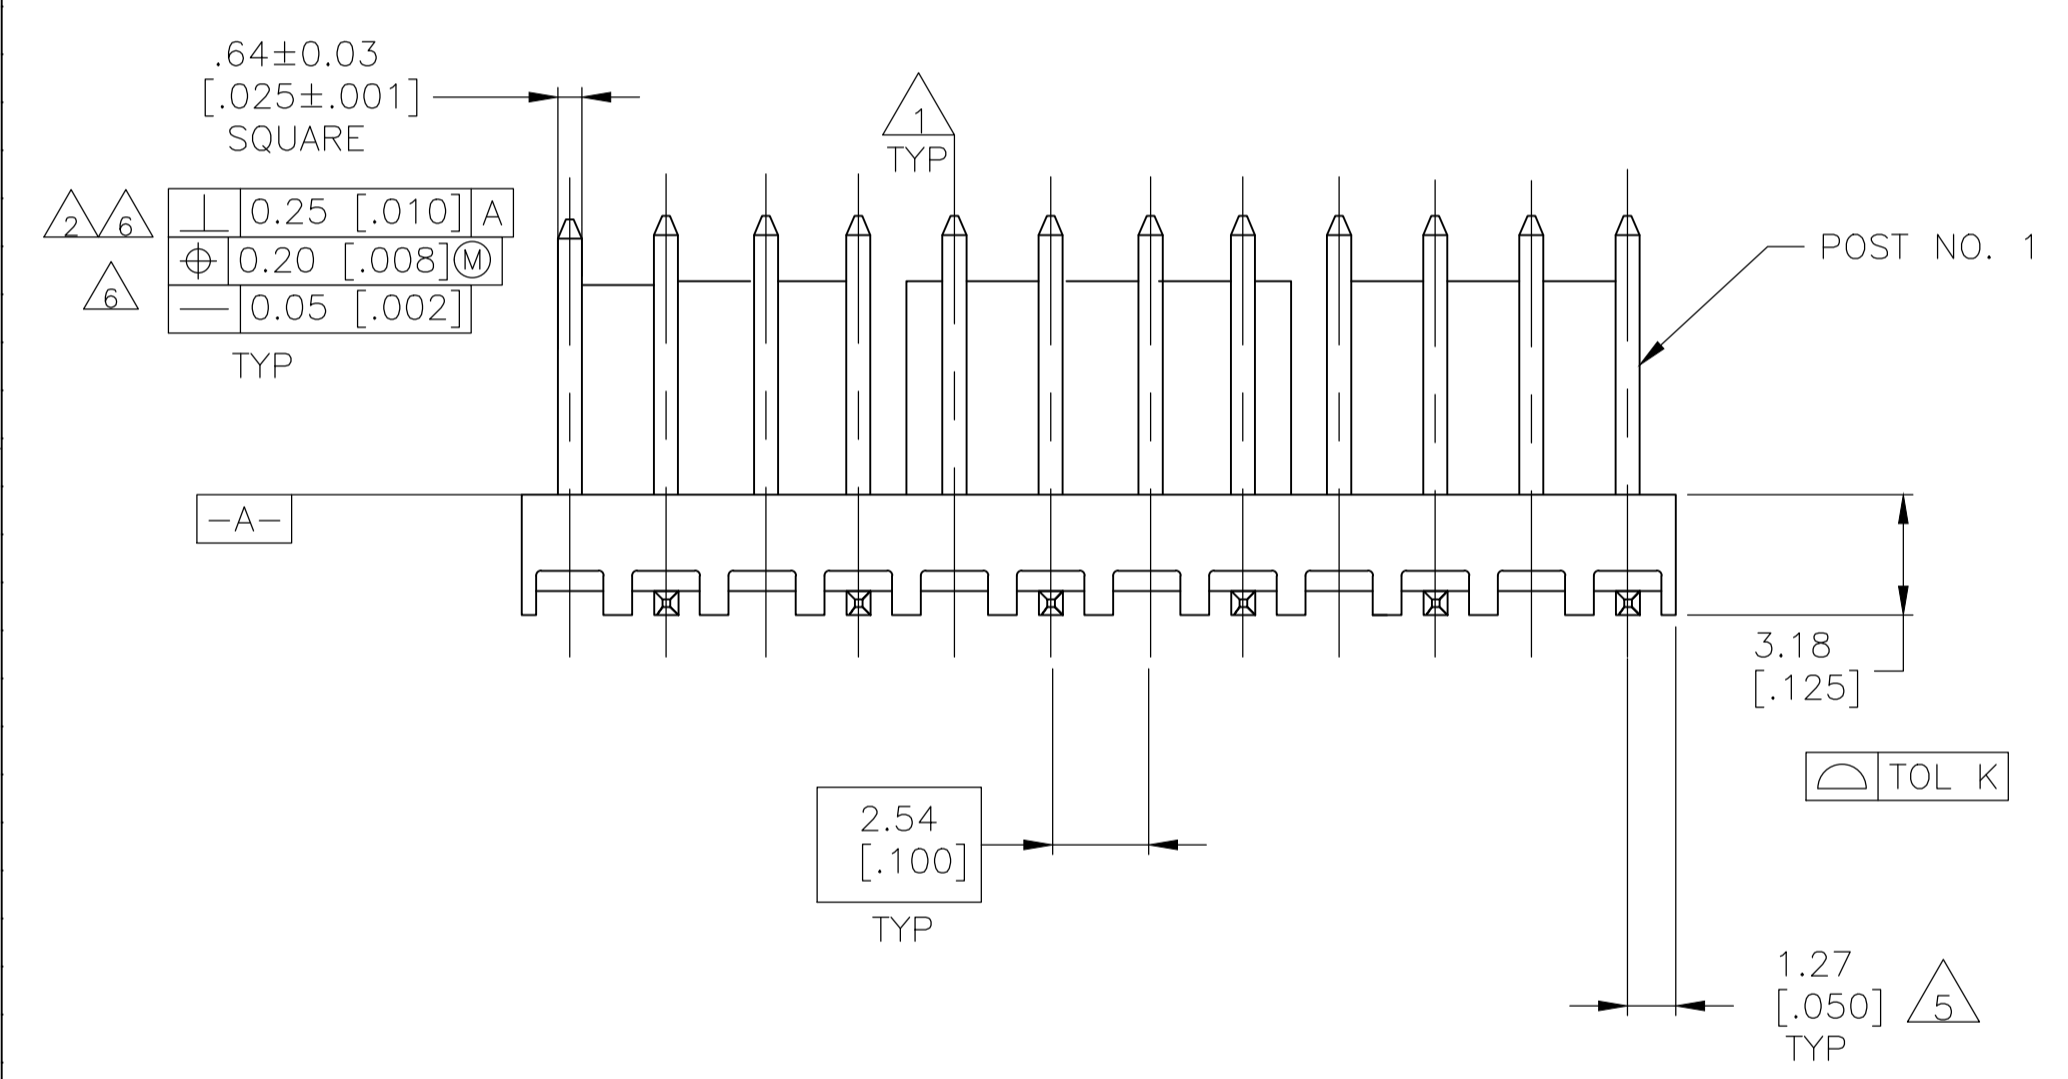 .64±0.03
[.025±.001]
SQUARE
1
TYP
2 6 ⊥ 0.25 [.010] A
⌖ 0.20 [.008] Ⓜ
6
— 0.05 [.002]
TYP
POST NO. 1
-A-
3.18
[.125]
⌓ TOL K
2.54
[.100]
TYP
1.27
[.050] 5
TYP